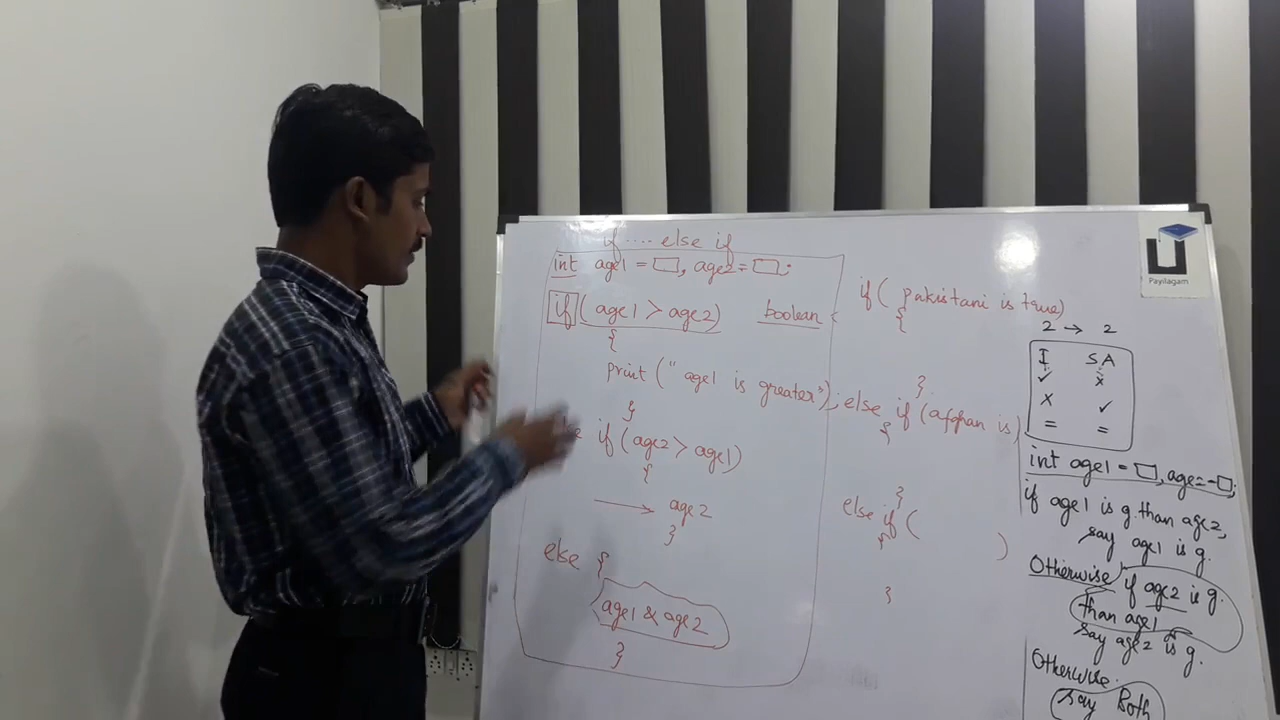 if .... else if
int age1 = , age2 = ;
if ( age1 > age2) boolean
{
print (" age1 is greater");
}
else if (age2 > age1)
{
→ age2
}
else {
age1 & age2
}
if ( pakistani is true)
{
}
else if (afghan is )
{
}
else if ( )
{
}
Payilagam
2 → 2
I SA
✓ x
x ✓
= =
int age1 = , age = ;
if age1 is g. than age2,
say age1 is g.
Otherwise, if age2 is g.
than age1
say age2 is g.
Otherwise
say Both